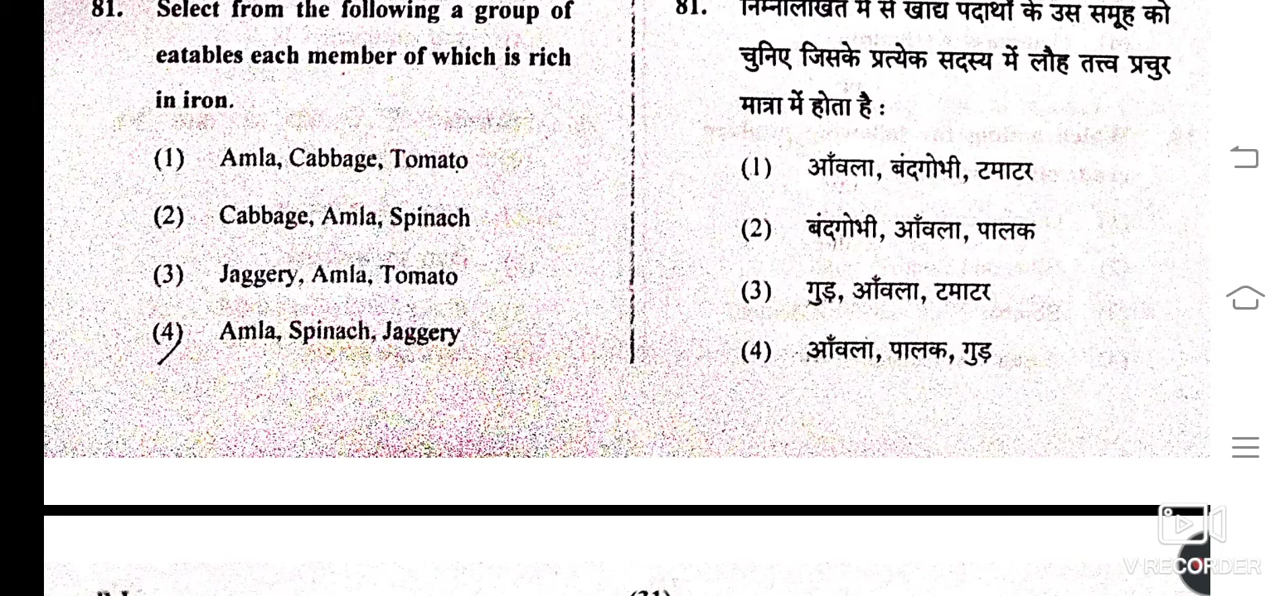 81. Select from the following a group of
eatables each member of which is rich
in iron.
(1) Amla, Cabbage, Tomato
(2) Cabbage, Amla, Spinach
(3) Jaggery, Amla, Tomato
(4) Amla, Spinach, Jaggery
81. निम्नलिखित में से खाद्य पदार्थों के उस समूह को
चुनिए जिसके प्रत्येक सदस्य में लौह तत्त्व प्रचुर
मात्रा में होता है :
(1) आँवला, बंदगोभी, टमाटर
(2) बंदगोभी, आँवला, पालक
(3) गुड़, आँवला, टमाटर
(4) आँवला, पालक, गुड़
V RECORDER